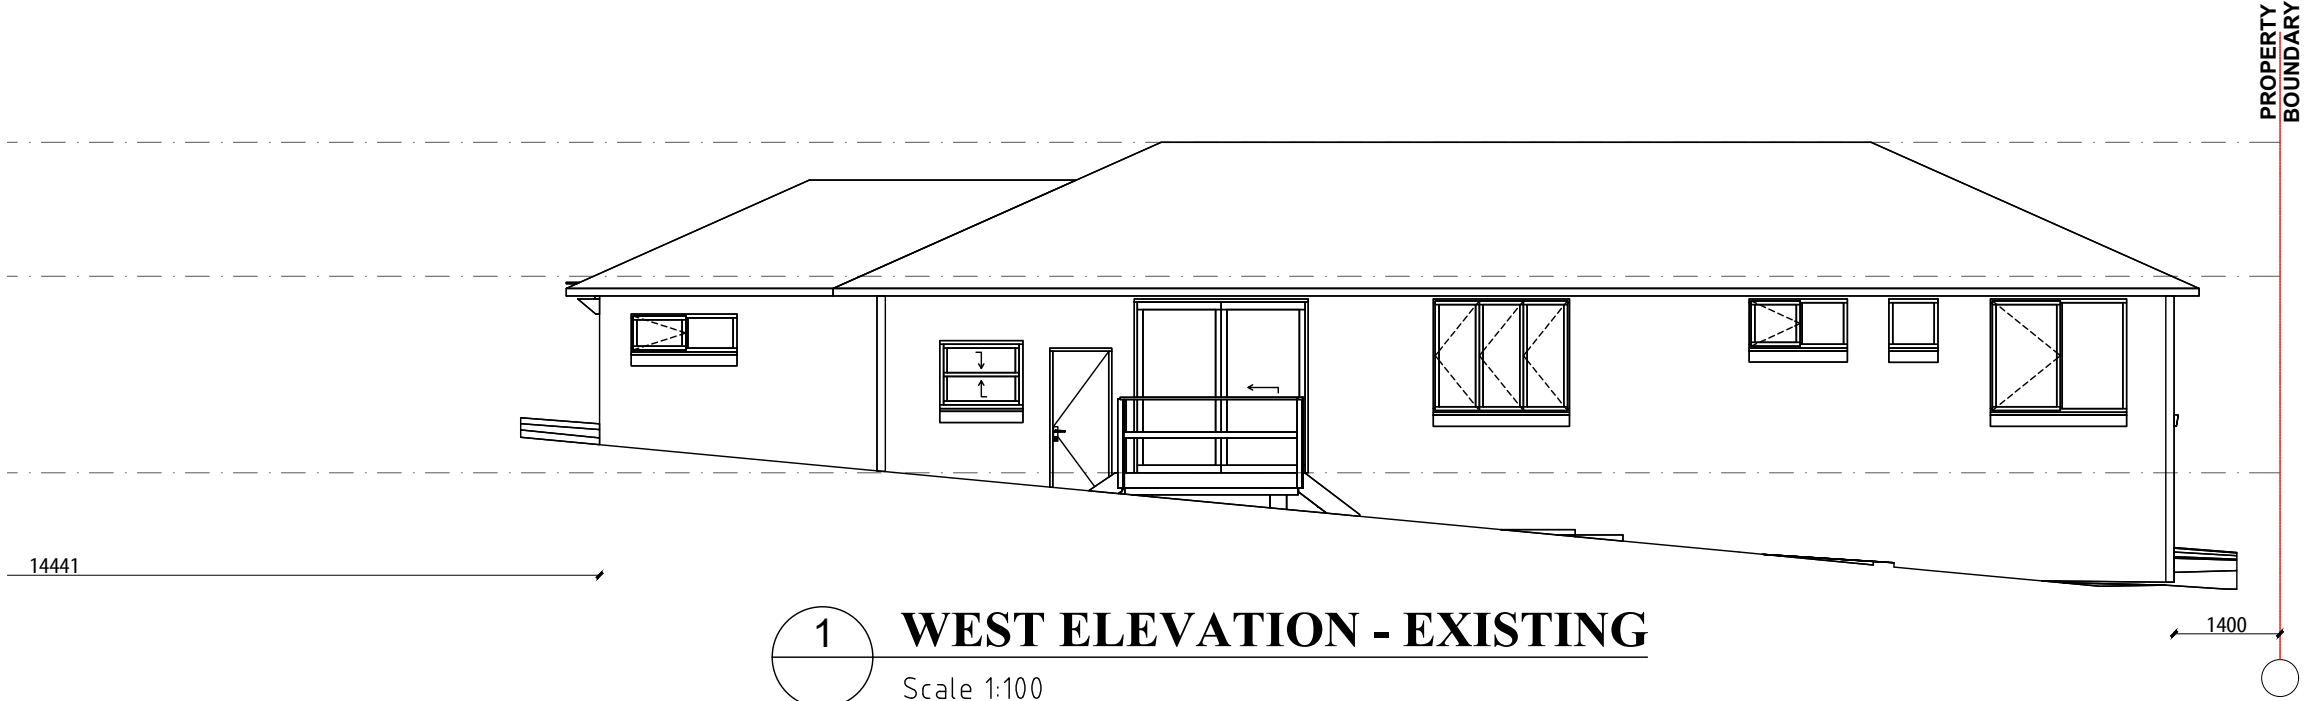 PROPERTY
BOUNDARY
14441
1400
1
WEST ELEVATION - EXISTING
Scale 1:100